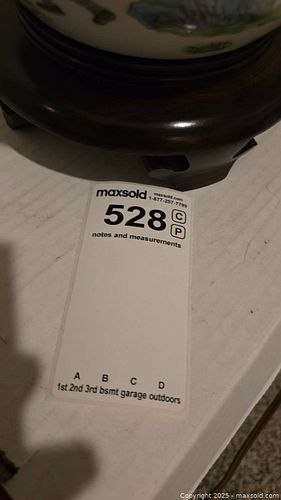 maxsold - maxsold.com
1-877-257-7799
528 C
P
notes and measurements
A B C D
1st 2nd 3rd bsmt garage outdoors
Copyright 2025 - MaxSold.com